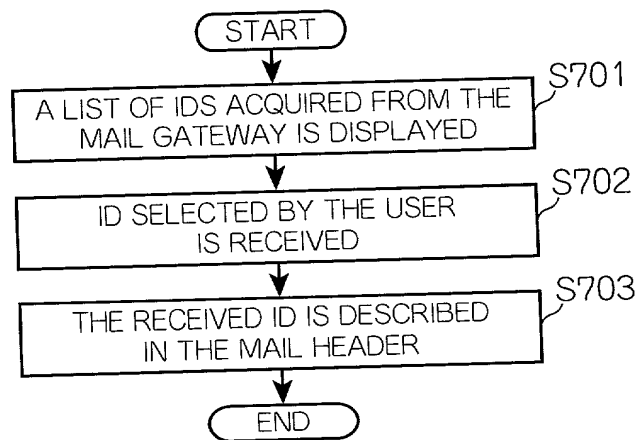 START
A LIST OF IDS ACQUIRED FROM THE
MAIL GATEWAY IS DISPLAYED
S701
ID SELECTED BY THE USER
IS RECEIVED
S702
THE RECEIVED ID IS DESCRIBED
IN THE MAIL HEADER
S703
END